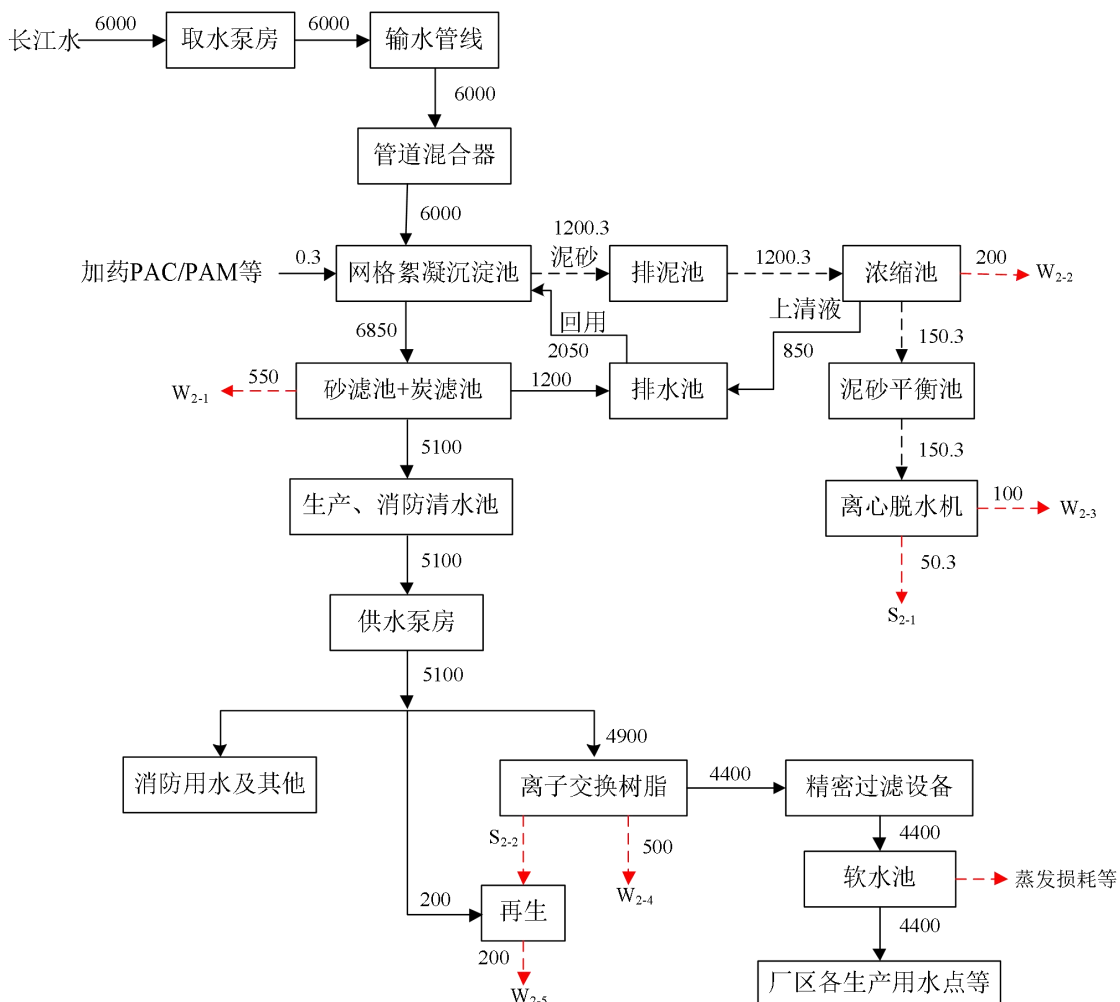 6000
6000
长江水
取水泵房
输水管线
6000
管道混合器
6000
1200.3
加药PAC/PAM等
0.3
网格絮凝沉淀池
泥砂
排泥池
1200.3
浓缩池
200
W2-2
6850
回用
2050
上清液
850
150.3
W2-1
550
砂滤池+炭滤池
1200
排水池
泥砂平衡池
5100
150.3
生产、消防清水池
离心脱水机
100
W2-3
5100
50.3
供水泵房
S2-1
5100
4900
消防用水及其他
离子交换树脂
4400
精密过滤设备
S2-2
500
4400
软水池
蒸发损耗等
200
再生
W2-4
4400
200
W2-5
厂区各生产用水点等